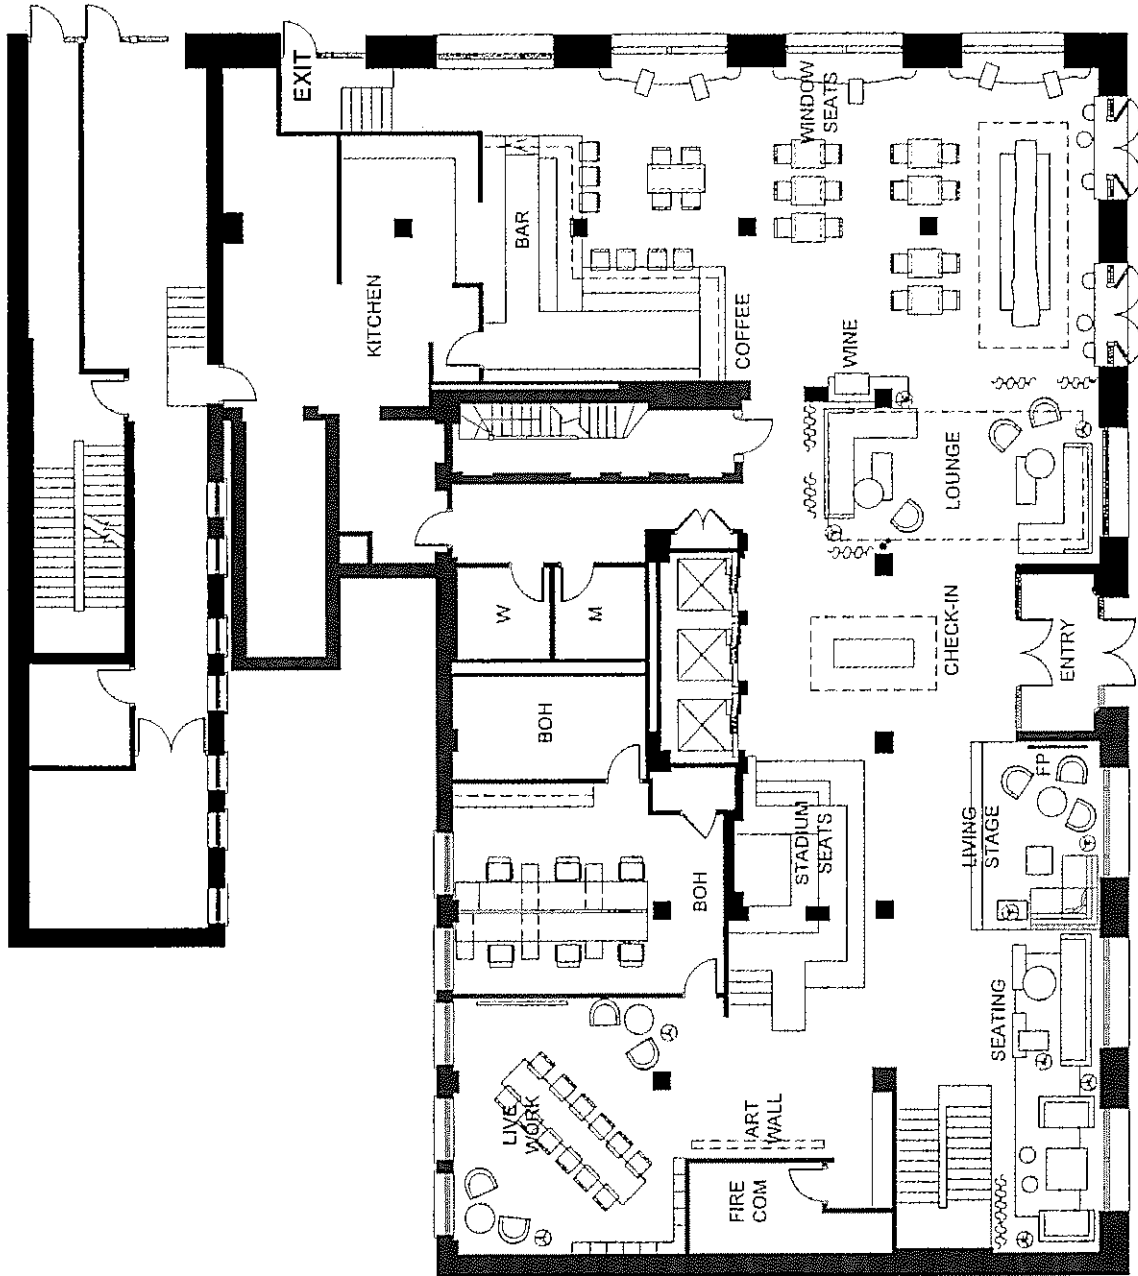 EXIT
WINDOW
SEATS
BAR
KITCHEN
COFFEE
WINE
LOUNGE
W
M
CHECK-IN
ENTRY
BOH
FP
LIVING
STAGE
STADIUM
SEATS
BOH
SEATING
LIVE
WORK
ART
WALL
FIRE
COM